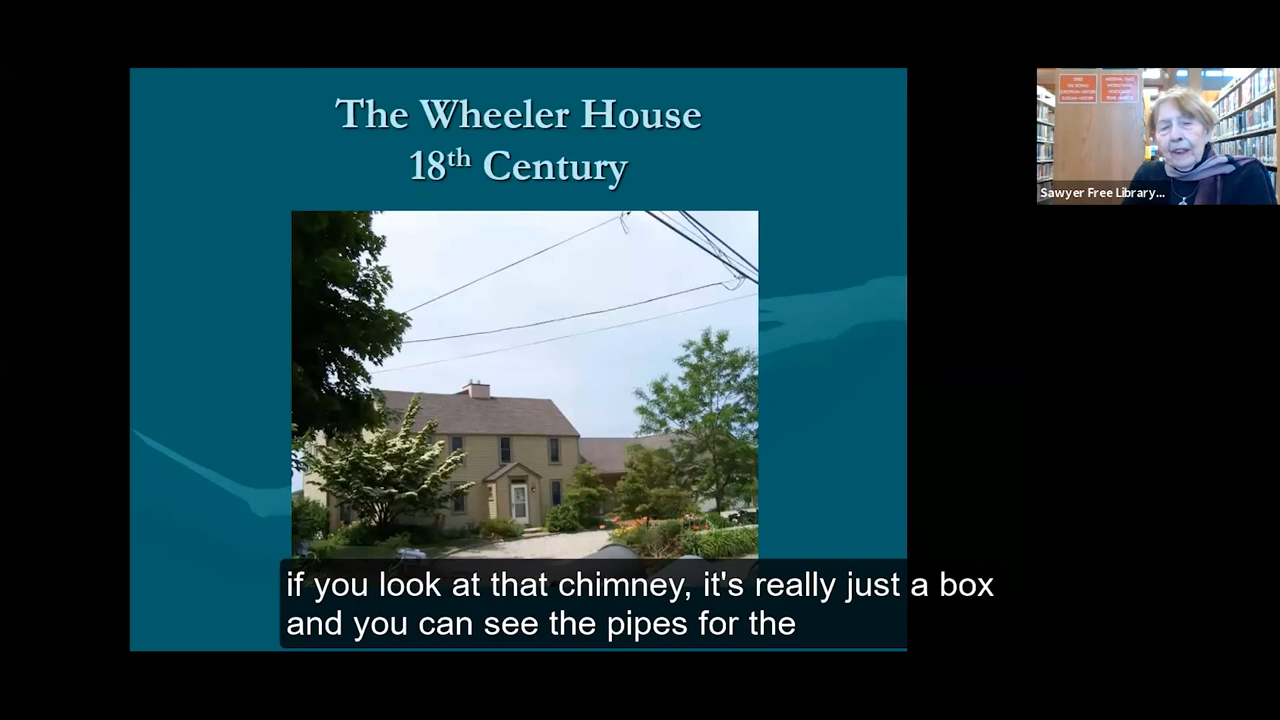 The Wheeler House
18th Century
Sawyer Free Library...
if you look at that chimney, it's really just a box
and you can see the pipes for the